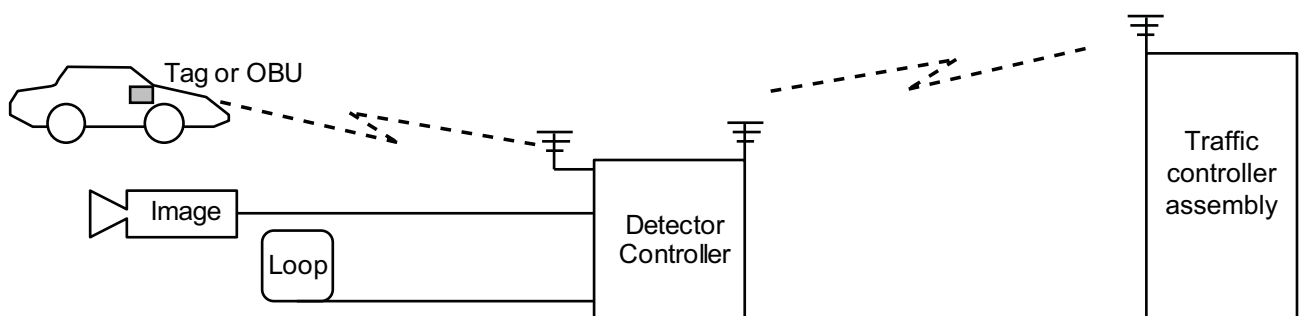 Tag or OBU
Image
Loop
Detector
Controller
Traffic
controller
assembly